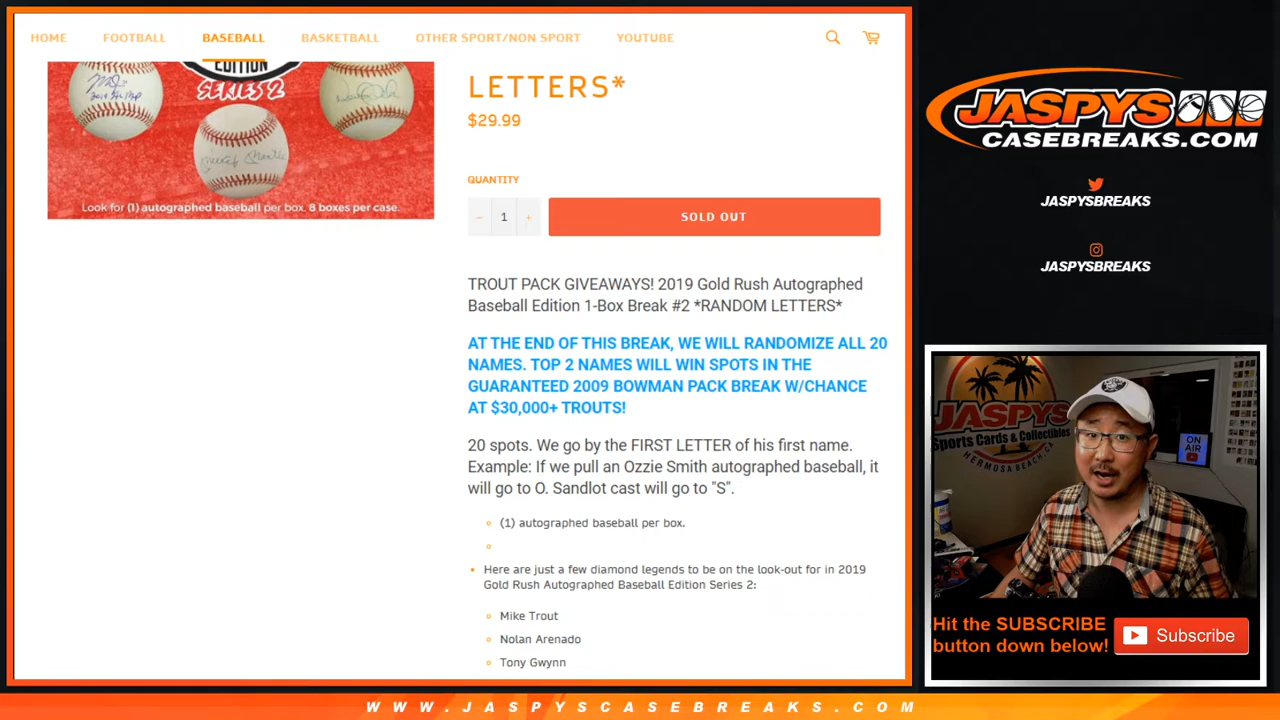 HOME FOOTBALL BASEBALL BASKETBALL OTHER SPORT/NON SPORT YOUTUBE
EDITION
SERIES 2
Look for (1) autographed baseball per box. 8 boxes per case.
LETTERS*
$29.99
QUANTITY
− 1 +
SOLD OUT
TROUT PACK GIVEAWAYS! 2019 Gold Rush Autographed
Baseball Edition 1-Box Break #2 *RANDOM LETTERS*
AT THE END OF THIS BREAK, WE WILL RANDOMIZE ALL 20
NAMES. TOP 2 NAMES WILL WIN SPOTS IN THE
GUARANTEED 2009 BOWMAN PACK BREAK W/CHANCE
AT $30,000+ TROUTS!
20 spots. We go by the FIRST LETTER of his first name.
Example: If we pull an Ozzie Smith autographed baseball, it
will go to O. Sandlot cast will go to "S".
(1) autographed baseball per box.
Here are just a few diamond legends to be on the look-out for in 2019
Gold Rush Autographed Baseball Edition Series 2:
Mike Trout
Nolan Arenado
Tony Gwynn
JASPYS
CASEBREAKS.COM
JASPYSBREAKS
JASPYSBREAKS
JASPYS
Sports Cards & Collectibles
HERMOSA BEACH, CA
ON
AIR
Hit the SUBSCRIBE
button down below!
Subscribe
WWW.JASPYSCASEBREAKS.COM